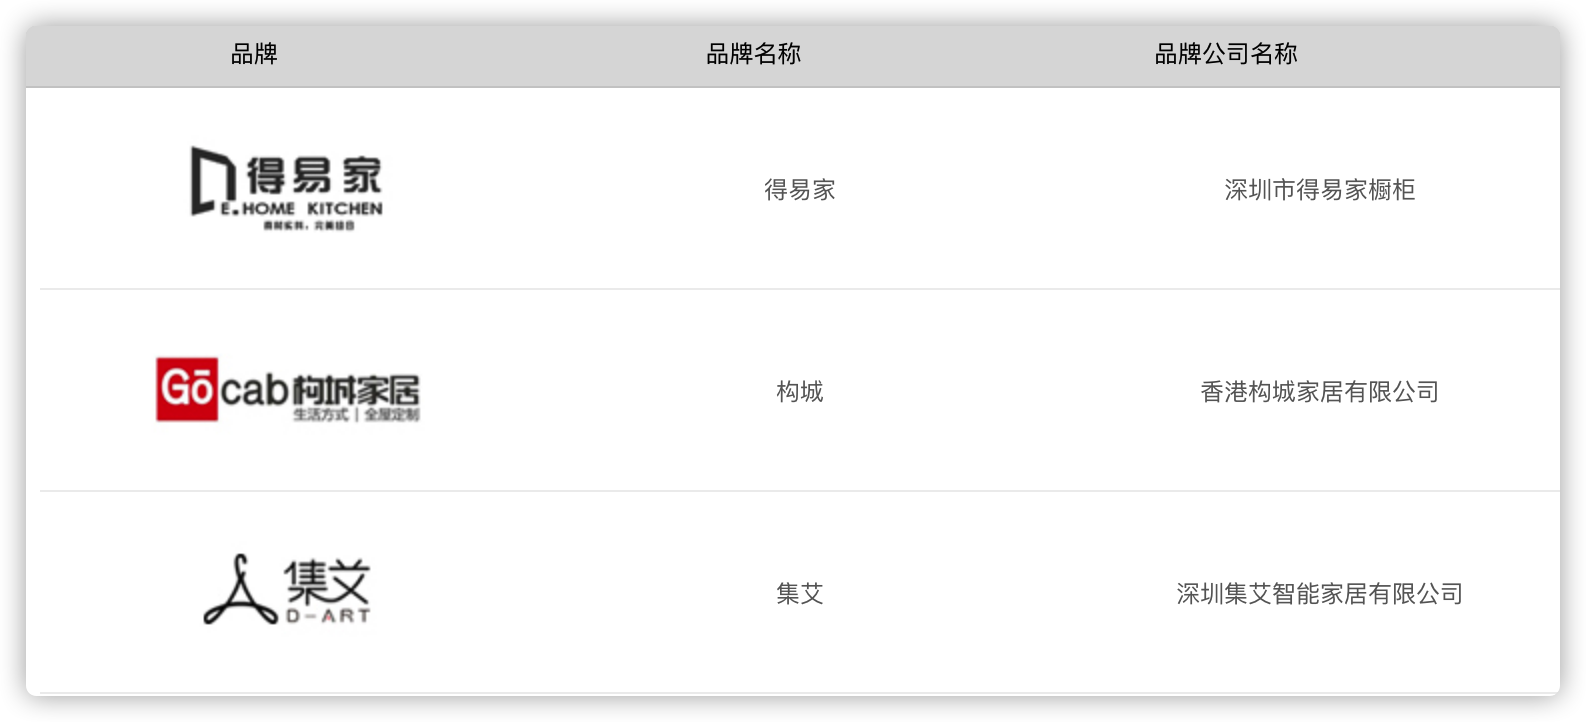 品牌 品牌名称 品牌公司名称
得易家
E.HOME KITCHEN
得易家 深圳市得易家橱柜
Gō cab 构城家居
生活方式 | 全屋定制
构城 香港构城家居有限公司
集艾
D-ART
集艾 深圳集艾智能家居有限公司